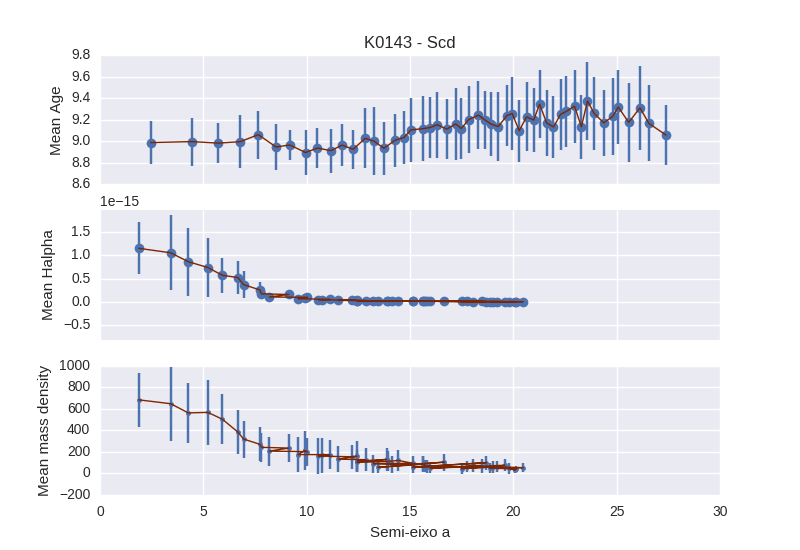 K0143 - Scd
9.8
9.6
9.4
9.2
9.0
8.8
8.6
Mean Age
1e−15
1.5
1.0
0.5
0.0
−0.5
Mean Halpha
1000
800
600
400
200
0
−200
Mean mass density
0 5 10 15 20 25 30
Semi-eixo a